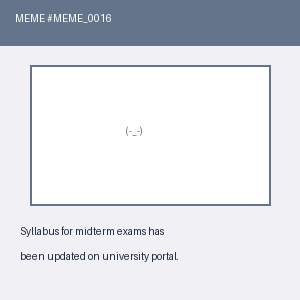 MEME #MEME_0016
(-_-)
Syllabus for midterm exams has
been updated on university portal.